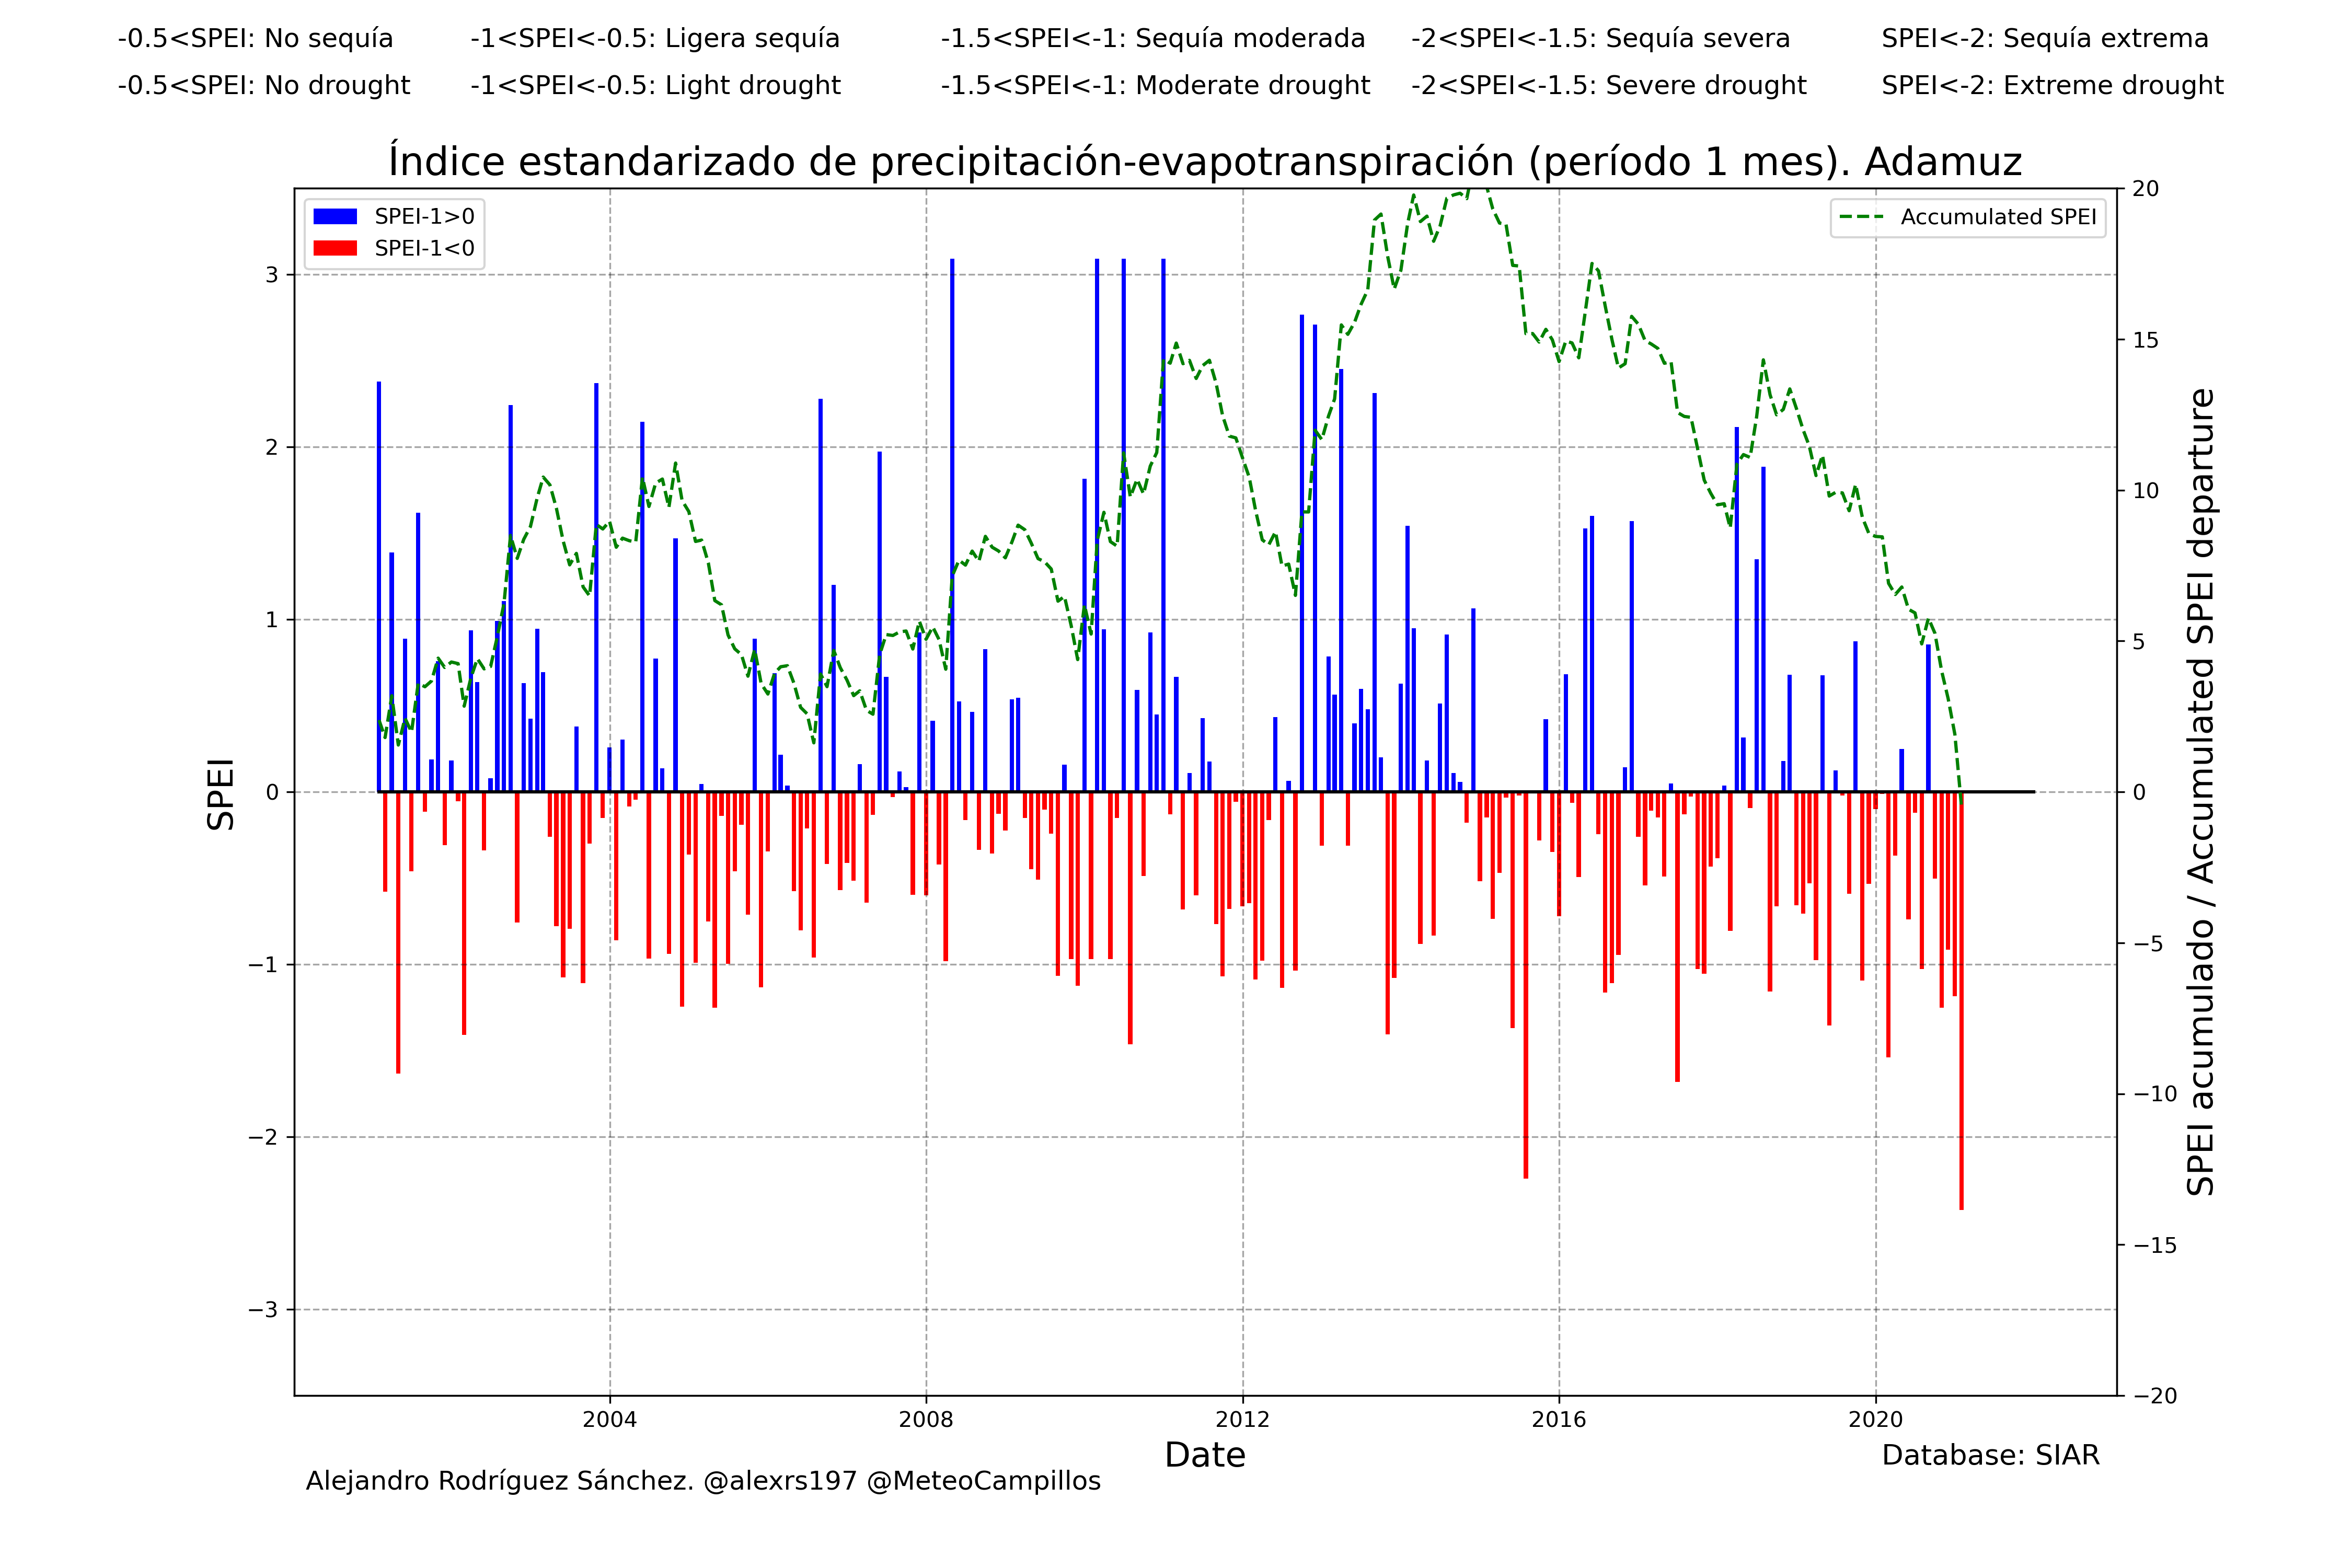 -0.5<SPEI: No sequía -1<SPEI<-0.5: Ligera sequía -1.5<SPEI<-1: Sequía moderada -2<SPEI<-1.5: Sequía severa SPEI<-2: Sequía extrema
-0.5<SPEI: No drought -1<SPEI<-0.5: Light drought -1.5<SPEI<-1: Moderate drought -2<SPEI<-1.5: Severe drought SPEI<-2: Extreme drought
Índice estandarizado de precipitación-evapotranspiración (período 1 mes). Adamuz
SPEI-1>0
SPEI-1<0
Accumulated SPEI
SPEI
3
2
1
0
−1
−2
−3
20
15
10
5
0
−5
−10
−15
−20
SPEI acumulado / Accumulated SPEI departure
2004 2008 2012 2016 2020
Date
Database: SIAR
Alejandro Rodríguez Sánchez. @alexrs197 @MeteoCampillos